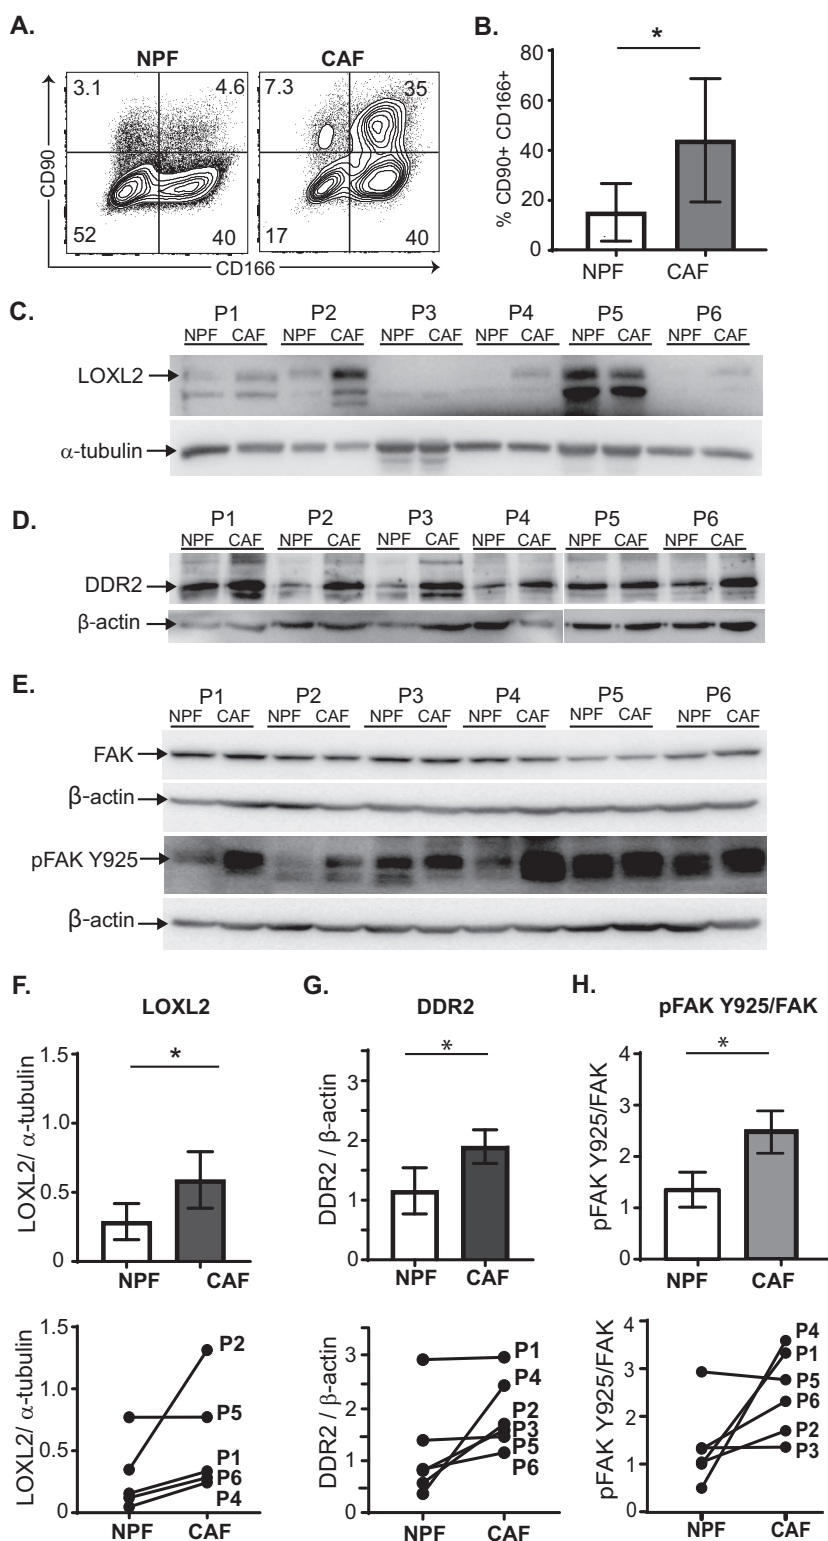 A.
NPF CAF
3.1 4.6 7.3 35
CD90
52 40 17 40
CD166
B.
*
% CD90+ CD166+
80
60
40
20
0
NPF CAF
C.
P1 P2 P3 P4 P5 P6
NPF CAF NPF CAF NPF CAF NPF CAF NPF CAF NPF CAF
LOXL2
α-tubulin
D.
P1 P2 P3 P4 P5 P6
NPF CAF NPF CAF NPF CAF NPF CAF NPF CAF NPF CAF
DDR2
β-actin
E.
P1 P2 P3 P4 P5 P6
NPF CAF NPF CAF NPF CAF NPF CAF NPF CAF NPF CAF
FAK
β-actin
pFAK Y925
β-actin
F.
LOXL2
*
LOXL2/ α-tubulin
1.5
1.0
0.5
0
NPF CAF
LOXL2/ α-tubulin
1.5
1.0
0.5
0
P2
P5
P1
P6
P4
NPF CAF
G.
DDR2
*
DDR2 / β-actin
3
2
1
0
NPF CAF
DDR2 / β-actin
3
2
1
0
P1
P4
P2
P3
P5
P6
NPF CAF
H.
pFAK Y925/FAK
*
pFAK Y925/FAK
4
3
2
1
0
NPF CAF
pFAK Y925/FAK
4
3
2
1
0
P4
P1
P5
P6
P2
P3
NPF CAF